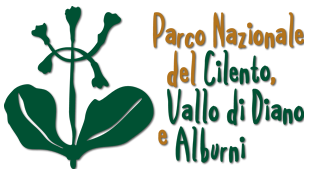 Parco Nazionale
del Cilento,
Vallo di Diano
e Alburni